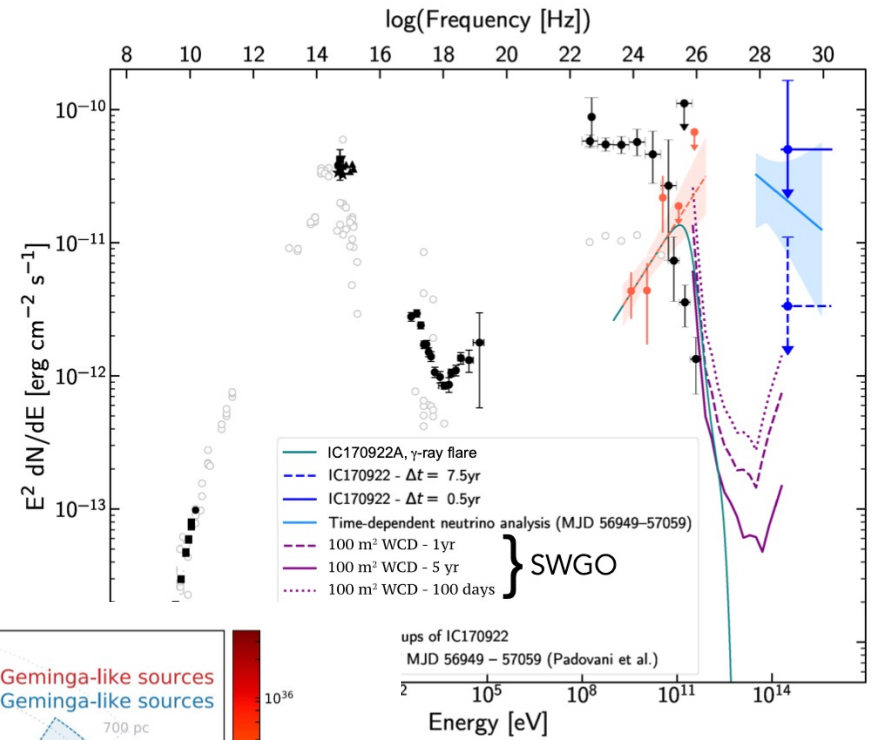 log(Frequency [Hz])
8 10 12 14 16 18 20 22 24 26 28 30
E² dN/dE [erg cm⁻² s⁻¹]
10⁻¹⁰
10⁻¹¹
10⁻¹²
10⁻¹³
IC170922A, γ-ray flare
IC170922 - Δt = 7.5yr
IC170922 - Δt = 0.5yr
Time-dependent neutrino analysis (MJD 56949–57059)
100 m² WCD - 1yr
100 m² WCD - 5 yr
100 m² WCD - 100 days
SWGO
ups of IC170922
MJD 56949 – 57059 (Padovani et al.)
Geminga-like sources
Geminga-like sources
700 pc
10³⁶
2 10⁵ 10⁸ 10¹¹ 10¹⁴
Energy [eV]